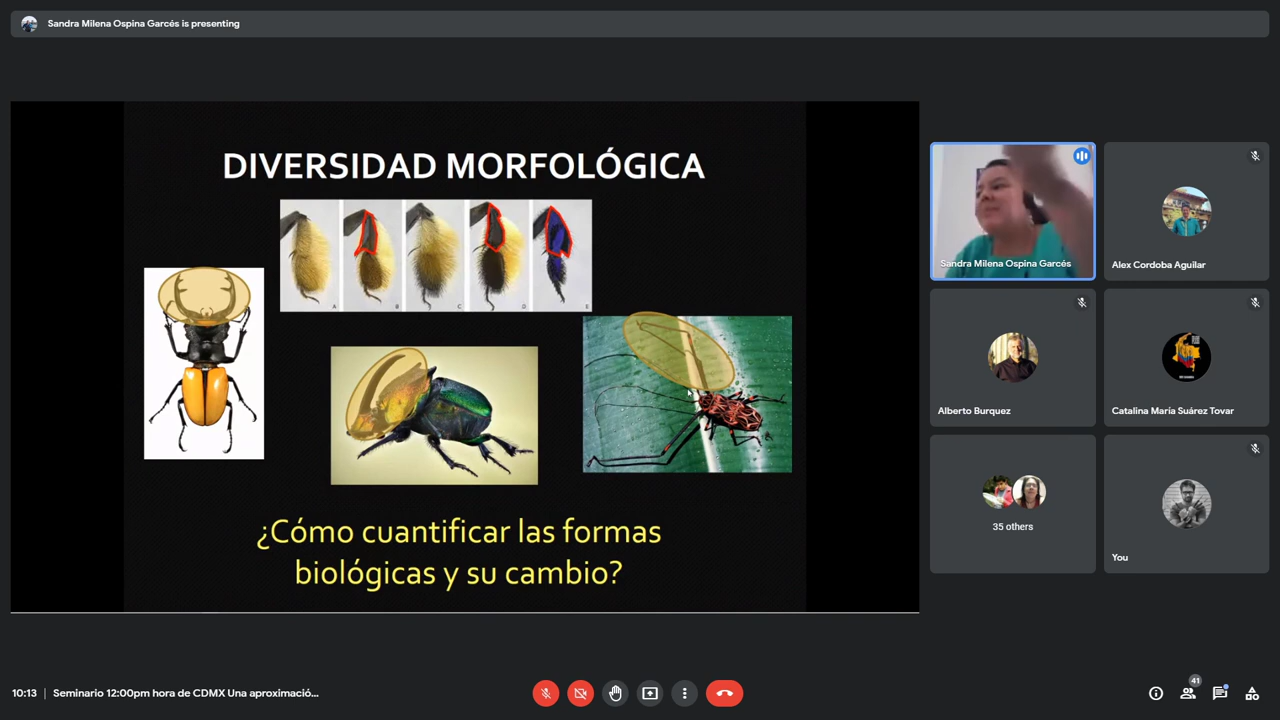 Sandra Milena Ospina Garcés is presenting
DIVERSIDAD MORFOLÓGICA
A B C D E
¿Cómo cuantificar las formas
biológicas y su cambio?
Sandra Milena Ospina Garcés
Alex Cordoba Aguilar
Alberto Burquez
Catalina María Suárez Tovar
35 others
You
10:13 | Seminario 12:00pm hora de CDMX Una aproximació...
41